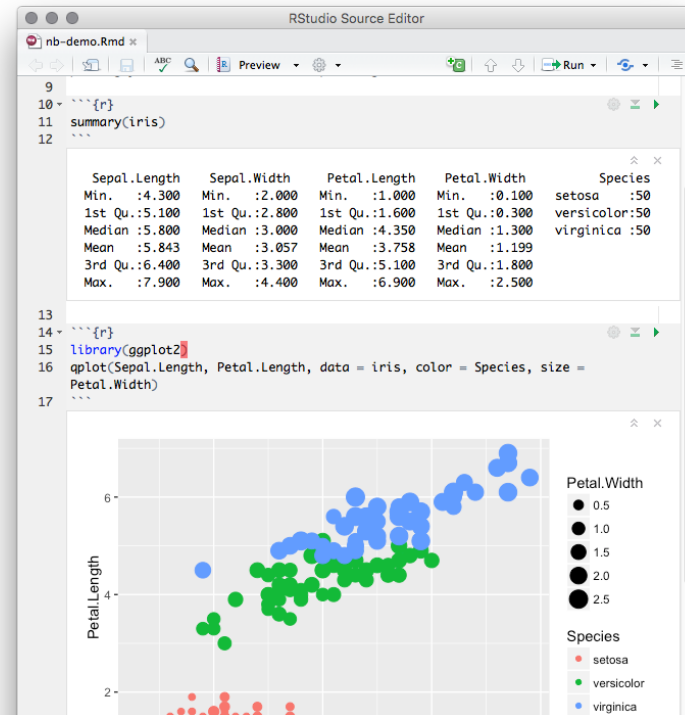 RStudio Source Editor
nb-demo.Rmd ×
ABC Preview Run
9
10 ```{r}
11 summary(iris)
12 ```
Sepal.Length Sepal.Width Petal.Length Petal.Width Species
Min. :4.300 Min. :2.000 Min. :1.000 Min. :0.100 setosa :50
1st Qu.:5.100 1st Qu.:2.800 1st Qu.:1.600 1st Qu.:0.300 versicolor:50
Median :5.800 Median :3.000 Median :4.350 Median :1.300 virginica :50
Mean :5.843 Mean :3.057 Mean :3.758 Mean :1.199
3rd Qu.:6.400 3rd Qu.:3.300 3rd Qu.:5.100 3rd Qu.:1.800
Max. :7.900 Max. :4.400 Max. :6.900 Max. :2.500
13
14 ```{r}
15 library(ggplot2)
16 qplot(Sepal.Length, Petal.Length, data = iris, color = Species, size =
Petal.Width)
17 ```
Petal.Length
6
4
2
Petal.Width
0.5
1.0
1.5
2.0
2.5
Species
setosa
versicolor
virginica